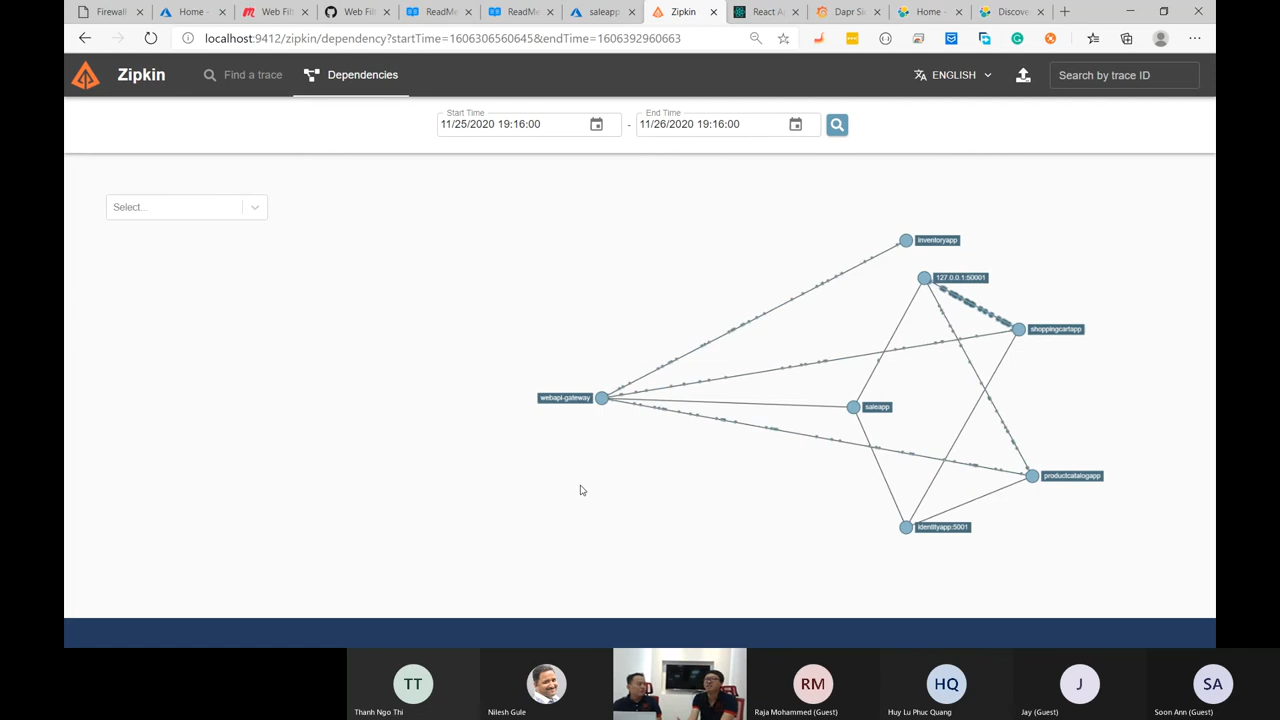 Firewall
Home -
Web Filt
Web Filt
ReadMe
ReadMe
saleapp
Zipkin
React Ap
Dapr Si
Home -
Discove
localhost:9412/zipkin/dependency?startTime=1606306560645&endTime=1606392960663
Zipkin
Find a trace
Dependencies
ENGLISH
Search by trace ID
Start Time
11/25/2020 19:16:00
-
End Time
11/26/2020 19:16:00
Select...
inventoryapp
127.0.0.1:50001
shoppingcartapp
webapi-gateway
saleapp
productcatalogapp
identityapp:5001
TT
RM
HQ
J
SA
Thanh Ngo Thi
Nilesh Gule
Raja Mohammed (Guest)
Huy Lu Phuc Quang
Jay (Guest)
Soon Ann (Guest)